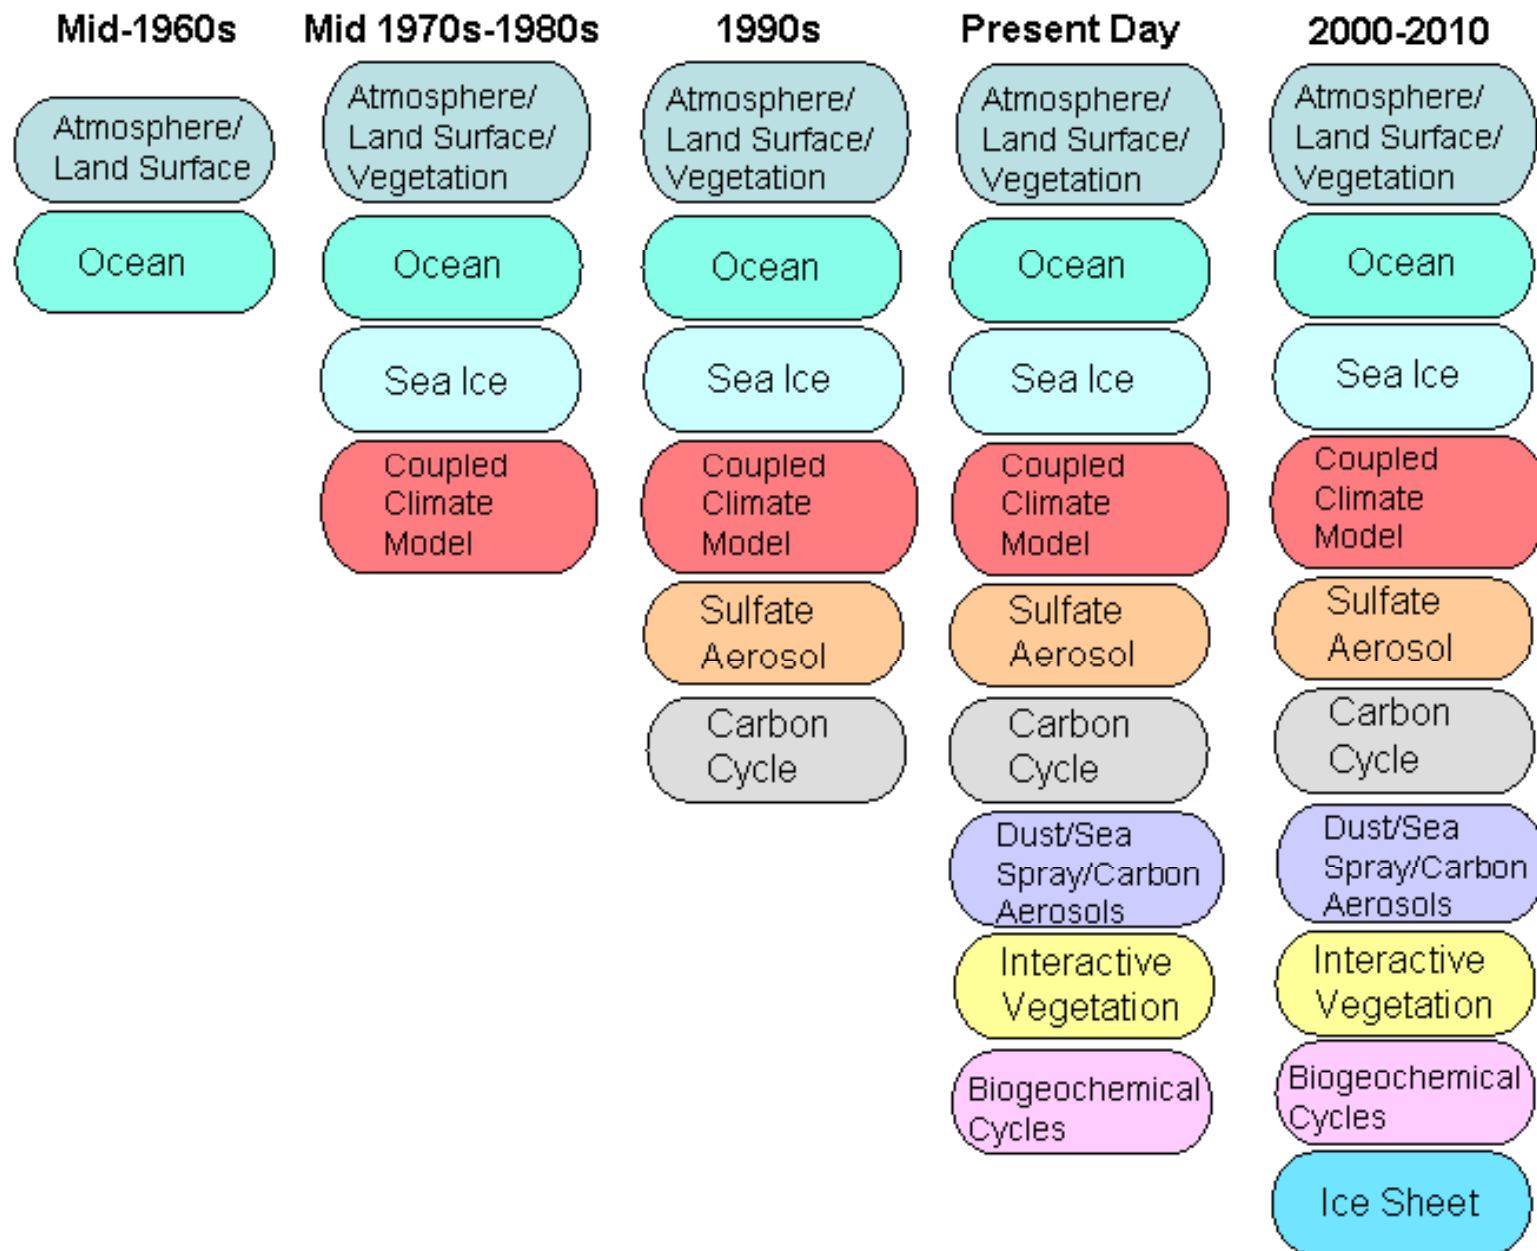 Mid-1960s
Atmosphere/
Land Surface
Ocean
Mid 1970s-1980s
Atmosphere/
Land Surface/
Vegetation
Ocean
Sea Ice
Coupled
Climate
Model
1990s
Atmosphere/
Land Surface/
Vegetation
Ocean
Sea Ice
Coupled
Climate
Model
Sulfate
Aerosol
Carbon
Cycle
Present Day
Atmosphere/
Land Surface/
Vegetation
Ocean
Sea Ice
Coupled
Climate
Model
Sulfate
Aerosol
Carbon
Cycle
Dust/Sea
Spray/Carbon
Aerosols
Interactive
Vegetation
Biogeochemical
Cycles
2000-2010
Atmosphere/
Land Surface/
Vegetation
Ocean
Sea Ice
Coupled
Climate
Model
Sulfate
Aerosol
Carbon
Cycle
Dust/Sea
Spray/Carbon
Aerosols
Interactive
Vegetation
Biogeochemical
Cycles
Ice Sheet